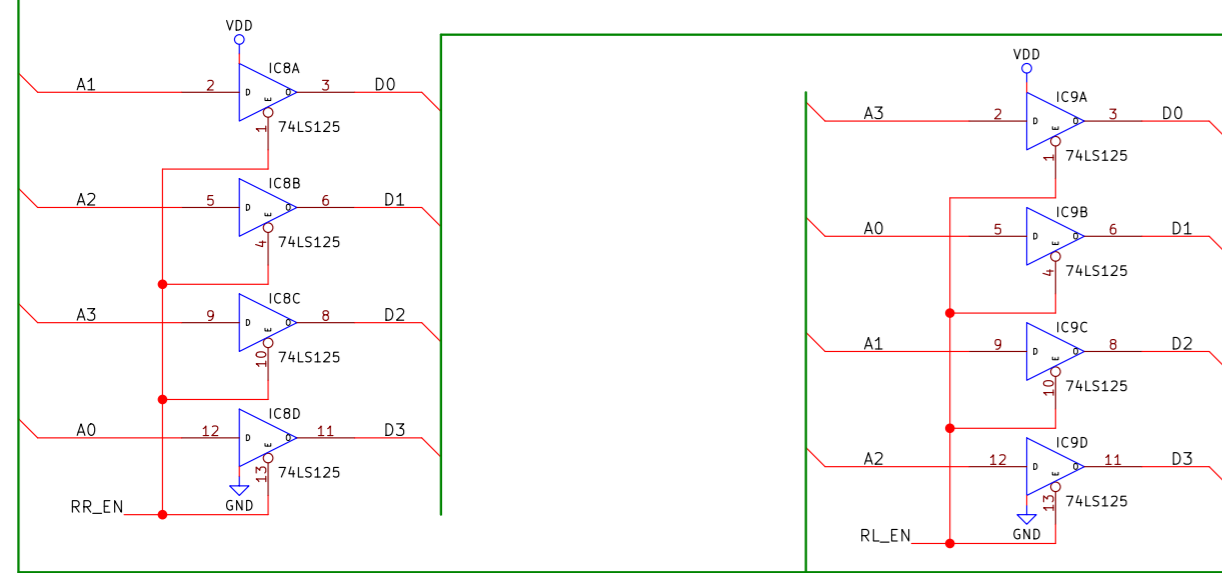 VDD
IC8A
A1 2 D E O 3 D0
1 74LS125
IC8B
A2 5 D E O 6 D1
4 74LS125
IC8C
A3 9 D E O 8 D2
10 74LS125
IC8D
A0 12 D E O 11 D3
13 74LS125
RR_EN GND
VDD
IC9A
A3 2 D E O 3 D0
1 74LS125
IC9B
A0 5 D E O 6 D1
4 74LS125
IC9C
A1 9 D E O 8 D2
10 74LS125
IC9D
A2 12 D E O 11 D3
13 74LS125
RL_EN GND